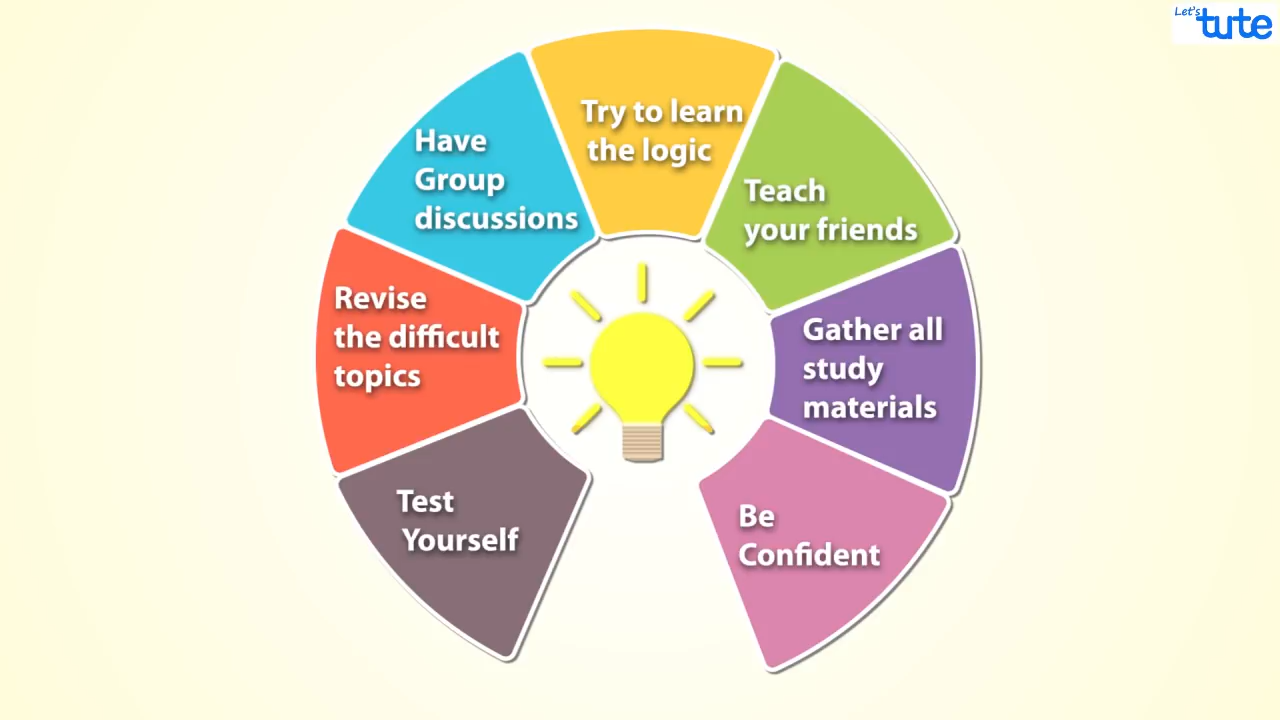 Let's
tute
Try to learn
the logic
Have
Group
discussions
Teach
your friends
Revise
the difficult
topics
Gather all
study
materials
Test
Yourself
Be
Confident